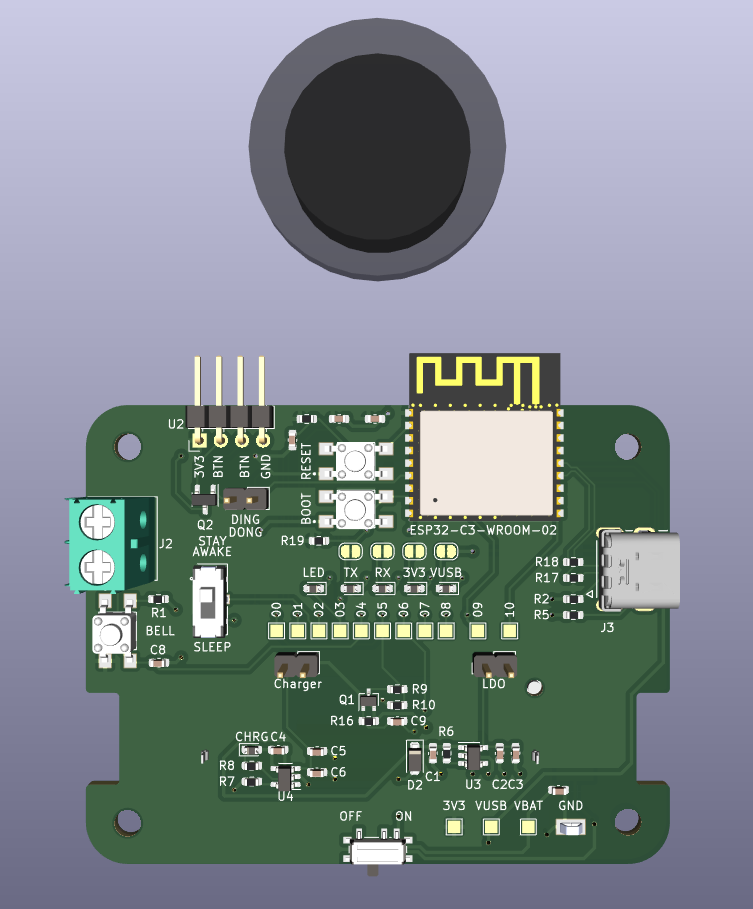 U2
3V3
BTN
BTN
GND
RESET
BOOT
Q2
DING
DONG
STAY
AWAKE
R19
ESP32-C3-WROOM-02
J2
R18
R17
R2
R5
J3
LED
TX
RX
3V3
VUSB
R1
BELL
C8
SLEEP
00
01
02
03
04
05
06
07
08
09
10
Charger
LDO
Q1
R9
R10
R16
C9
CHRG
C4
R8
R7
U4
C5
C6
R6
D2
C1
U3
C2
C3
3V3
VUSB
VBAT
GND
OFF
ON